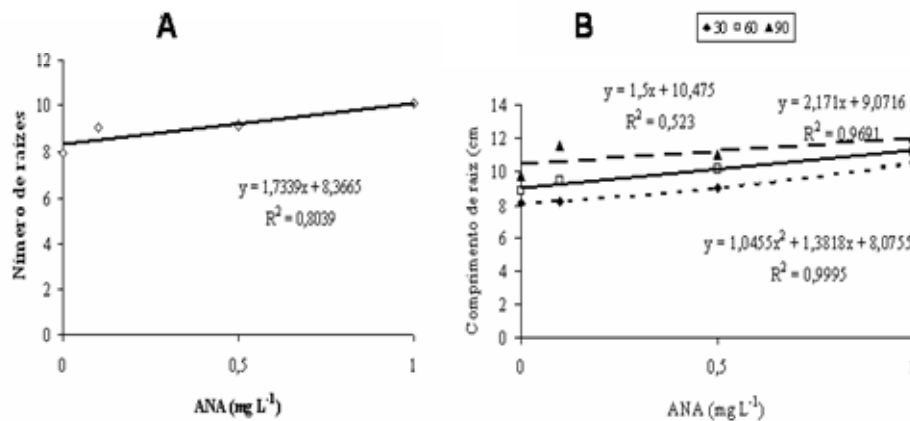 A
Número de raízes
12
10
8
6
4
2
0
y = 1,7339x + 8,3665
R² = 0,8039
0 0,5 1
ANA (mg L⁻¹)
B
30 60 90
Comprimento de raiz (cm
14
12
10
8
6
4
2
0
y = 1,5x + 10,475
R² = 0,523
y = 2,171x + 9,0716
R² = 0,9691
y = 1,0455x² + 1,3818x + 8,0755
R² = 0,9995
0 0,5
ANA (mg L⁻¹)